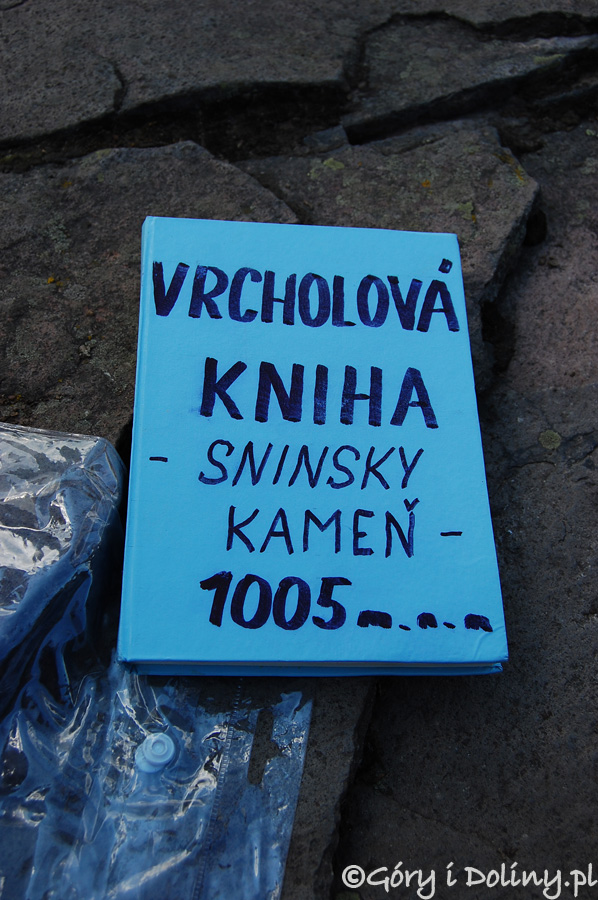 VRCHOLOVÁ
KNIHA
- SNINSKY
KAMEŇ -
1005 m.n.m
©Góry i Doliny.pl